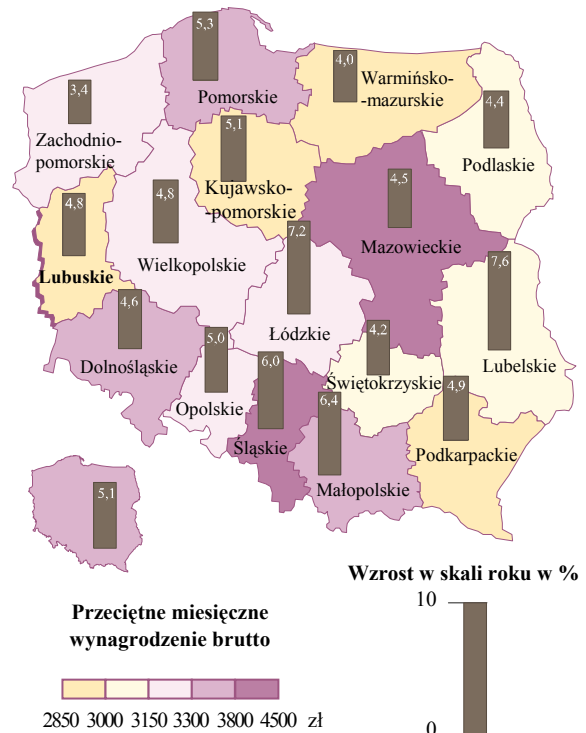 5,3
Pomorskie
4,0
Warmińsko-
mazurskie
3,4
Zachodnio-
pomorskie
5,1
Kujawsko-
-pomorskie
4,4
Podlaskie
4,8
Lubuskie
4,8
Wielkopolskie
4,5
Mazowieckie
7,2
Łódzkie
7,6
Lubelskie
4,6
Dolnośląskie
5,0
Opolskie
6,0
Śląskie
4,2
Świętokrzyskie
6,4
Małopolskie
4,9
Podkarpackie
5,1
Wzrost w skali roku w %
10
0
Przeciętne miesięczne
wynagrodzenie brutto
2850 3000 3150 3300 3800 4500 zł